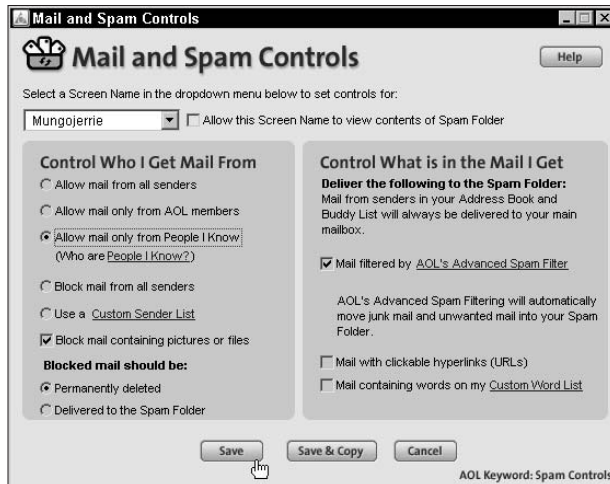 Mail and Spam Controls
Mail and Spam Controls
Help
Select a Screen Name in the dropdown menu below to set controls for:
Mungojerrie
Allow this Screen Name to view contents of Spam Folder
Control Who I Get Mail From
Allow mail from all senders
Allow mail only from AOL members
Allow mail only from People I Know
(Who are People I Know?)
Block mail from all senders
Use a Custom Sender List
Block mail containing pictures or files
Blocked mail should be:
Permanently deleted
Delivered to the Spam Folder
Control What is in the Mail I Get
Deliver the following to the Spam Folder:
Mail from senders in your Address Book and
Buddy List will always be delivered to your main
mailbox.
Mail filtered by AOL's Advanced Spam Filter
AOL's Advanced Spam Filtering will automatically
move junk mail and unwanted mail into your Spam
Folder.
Mail with clickable hyperlinks (URLs)
Mail containing words on my Custom Word List
Save
Save & Copy
Cancel
AOL Keyword: Spam Controls